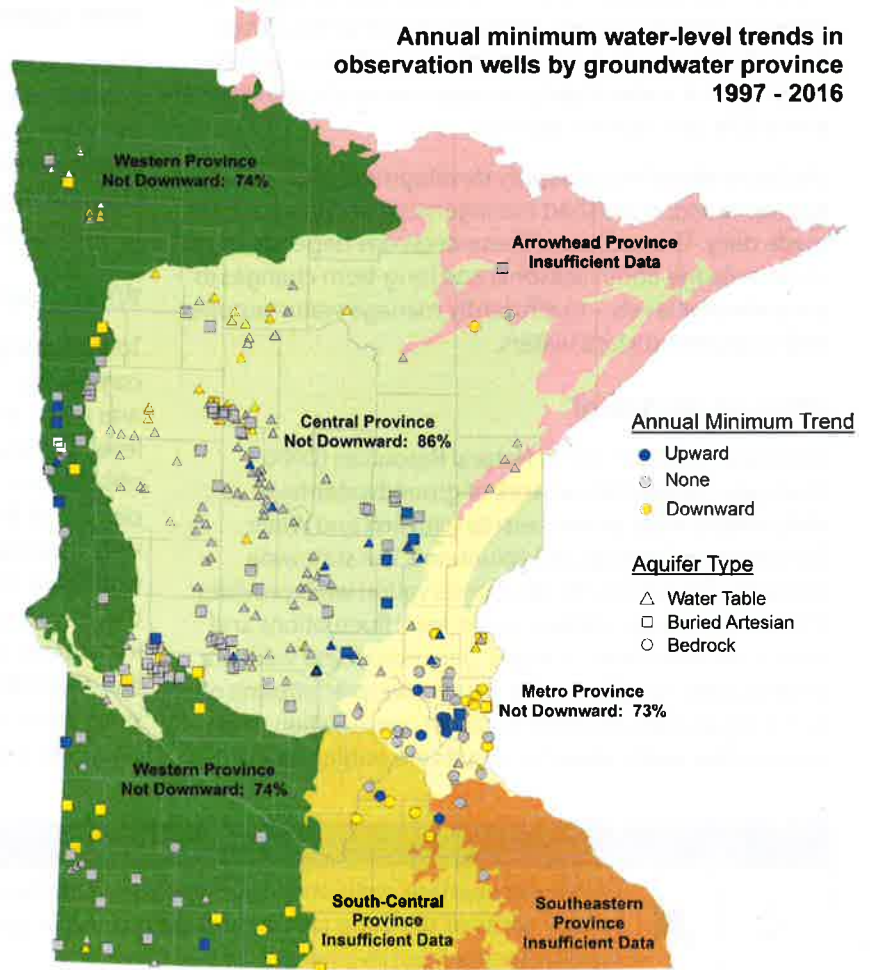 Annual minimum water-level trends in
observation wells by groundwater province
1997 - 2016
Western Province
Not Downward: 74%
Arrowhead Province
Insufficient Data
Central Province
Not Downward: 86%
Annual Minimum Trend
Upward
None
Downward
Aquifer Type
Water Table
Buried Artesian
Bedrock
Metro Province
Not Downward: 73%
Western Province
Not Downward: 74%
South-Central
Province
Insufficient Data
Southeastern
Province
Insufficient Data